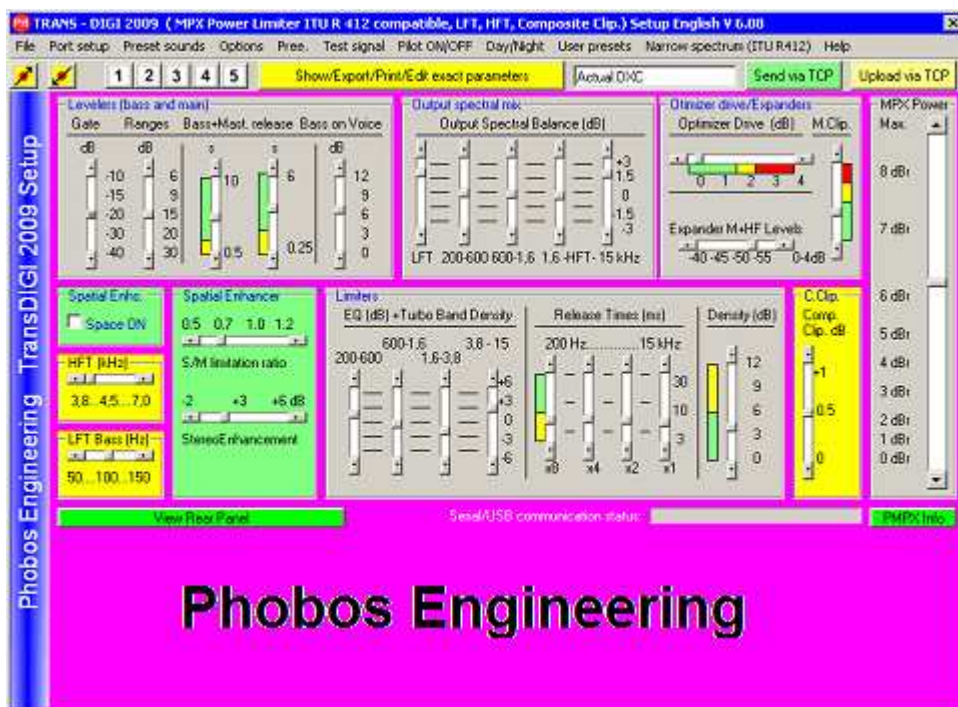 TRANS - DIGI 2009 ( MPX Power Limiter ITU R 412 compatible, LFT, HFT, Composite Clip.) Setup English V 6.08
File Port setup Preset sounds Options Pree. Test signal Pilot ON/OFF Day/Night User presets Narrow spectrum (ITU R412) Help
1 2 3 4 5 Show/Export/Print/Edit exact parameters Actual DXC Send via TCP Upload via TCP
Phobos Engineering TransDIGI 2009 Setup
Levelers (bass and main)
Gate Ranges Bass+Mast. release Bass on Voice
dB dB s s dB
-10 6 10 6 12
-15 9 9
-20 15 6
-30 20 3
-40 30 0.5 0.25 0
Output spectral mix
Output Spectral Balance (dB)
+3
1.5
0
-1.5
-3
LFT 200-600 600-1,6 1,6 -HFT- 15 kHz
Otimizer drive/Expanders
Optimizer Drive (dB) M.Clip.
0 1 2 3 4
Expander M+HF Levels
-40 -45 -50 -55 0-4dB
MPX Power
Max.
8 dBr
7 dBr
6 dBr
5 dBr
4 dBr
3 dBr
2 dBr
1 dBr
0 dBr
Spatial Enhc.
Space ON
HFT [kHz]
3,8...4,5...7,0
LFT Bass [Hz]
50....100...150
Spatial Enhancer
0.5 0.7 1.0 1.2
S/M limitation ratio
-2 +3 +6 dB
StereoEnhancement
Limiters
EQ (dB) +Turbo Band Density
600-1,6 3,8 - 15
200-600 1,6-3,8
+6
+3
0
-3
-6
Release Times (ms)
200 Hz 15 kHz
30
10
3
x8 x4 x2 x1
Density (dB)
12
9
6
3
0
C.Clip.
Comp.
Clip. dB
+1
0.5
0
View Rear Panel Serial/USB communication status: PMPX Info
Phobos Engineering